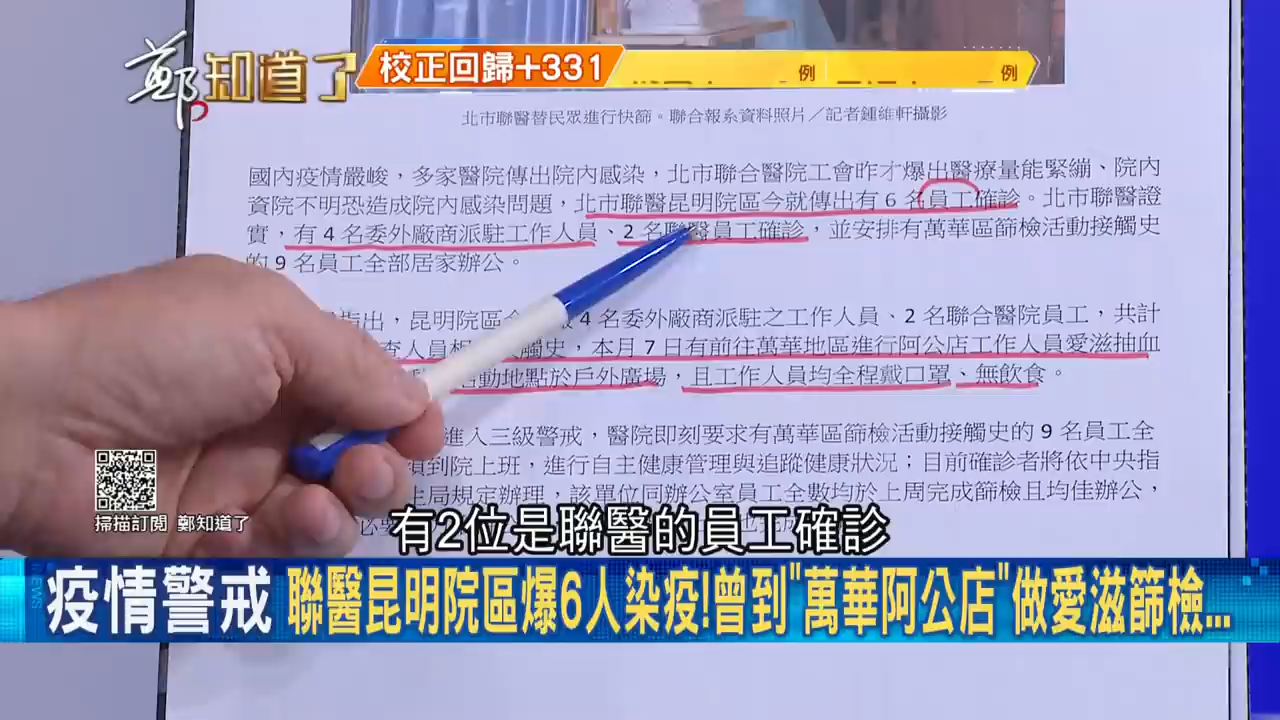 鄭知道了
校正回歸+331
例
例
北市聯醫替民眾進行快篩。聯合報系資料照片／記者鍾維軒攝影
國內疫情嚴峻，多家醫院傳出院內感染，北市聯合醫院工會昨才爆出醫療量能緊繃、院內
資院不明恐造成院內感染問題，北市聯醫昆明院區今就傳出有6名員工確診。北市聯醫證
實，有4名委外廠商派駐工作人員、2名聯醫員工確診，並安排有萬華區篩檢活動接觸史
的9名員工全部居家辦公。
指出，昆明院區 4名委外廠商派駐之工作人員、2名聯合醫院員工，共計
查人員 觸史，本月7日有前往萬華地區進行阿公店工作人員愛滋抽血
活動地點於戶外廣場，且工作人員均全程戴口罩、無飲食。
進入三級警戒，醫院即刻要求有萬華區篩檢活動接觸史的9名員工全
到院上班，進行自主健康管理與追蹤健康狀況；目前確診者將依中央指
生局規定辦理，該單位同辦公室員工全數均於上周完成篩檢且均佳辦公，
掃描訂閱 鄭知道了
有2位是聯醫的員工確診
疫情警戒 聯醫昆明院區爆6人染疫!曾到"萬華阿公店"做愛滋篩檢...